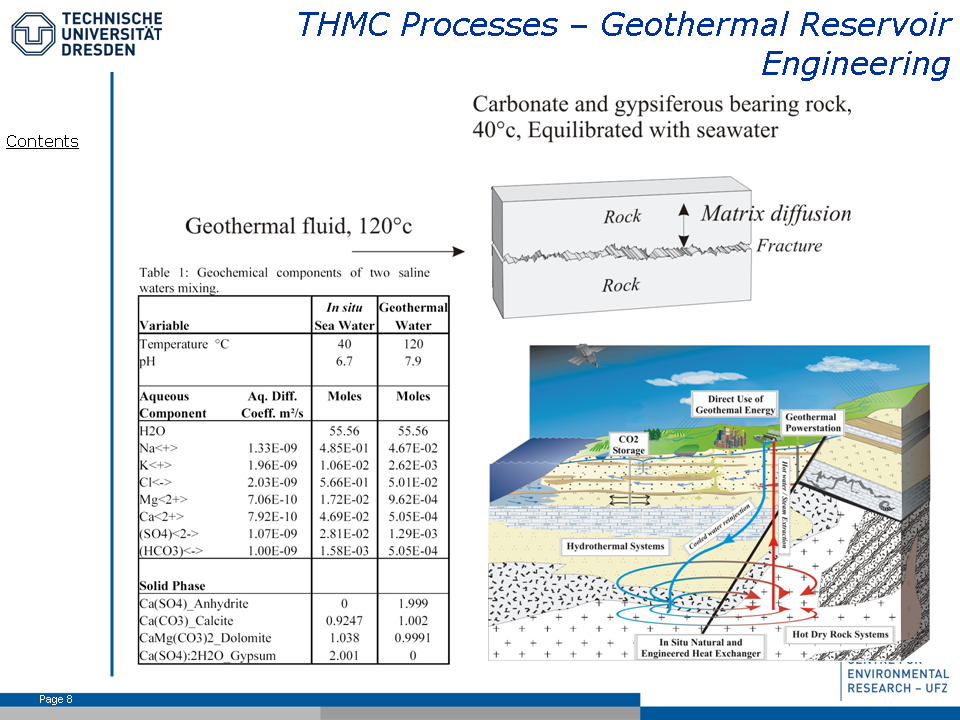 TECHNISCHE
UNIVERSITÄT
DRESDEN
THMC Processes – Geothermal Reservoir
Engineering
Contents
Carbonate and gypsiferous bearing rock,
40°c, Equilibrated with seawater
Geothermal fluid, 120°c
Rock
Matrix diffusion
Fracture
Rock
Table 1: Geochemical components of two saline
waters mixing.
In situ Geothermal
Variable Sea Water Water
Temperature °C 40 120
pH 6.7 7.9
Aqueous Aq. Diff. Moles Moles
Component Coeff. m²/s
H2O 55.56 55.56
Na<+> 1.33E-09 4.85E-01 4.67E-02
K<+> 1.96E-09 1.06E-02 2.62E-03
Cl<-> 2.03E-09 5.66E-01 5.01E-02
Mg<2+> 7.06E-10 1.72E-02 9.62E-04
Ca<2+> 7.92E-10 4.69E-02 5.05E-04
(SO4)<2-> 1.07E-09 2.81E-02 1.29E-03
(HCO3)<-> 1.00E-09 1.58E-03 5.05E-04
Solid Phase
Ca(SO4)_Anhydrite 0 1.999
Ca(CO3)_Calcite 0.9247 1.002
CaMg(CO3)2_Dolomite 1.038 0.9991
Ca(SO4):2H2O_Gypsum 2.001 0
Direct Use of
Geothemal Energy
Geothermal
Powerstation
CO2
Storage
Hot water / Steam Extraction
Cooled water reinjection
Hydrothermal Systems
In Situ Natural and
Engineered Heat Exchanger
Hot Dry Rock Systems
CENTRE FOR
ENVIRONMENTAL
RESEARCH – UFZ
Page 8